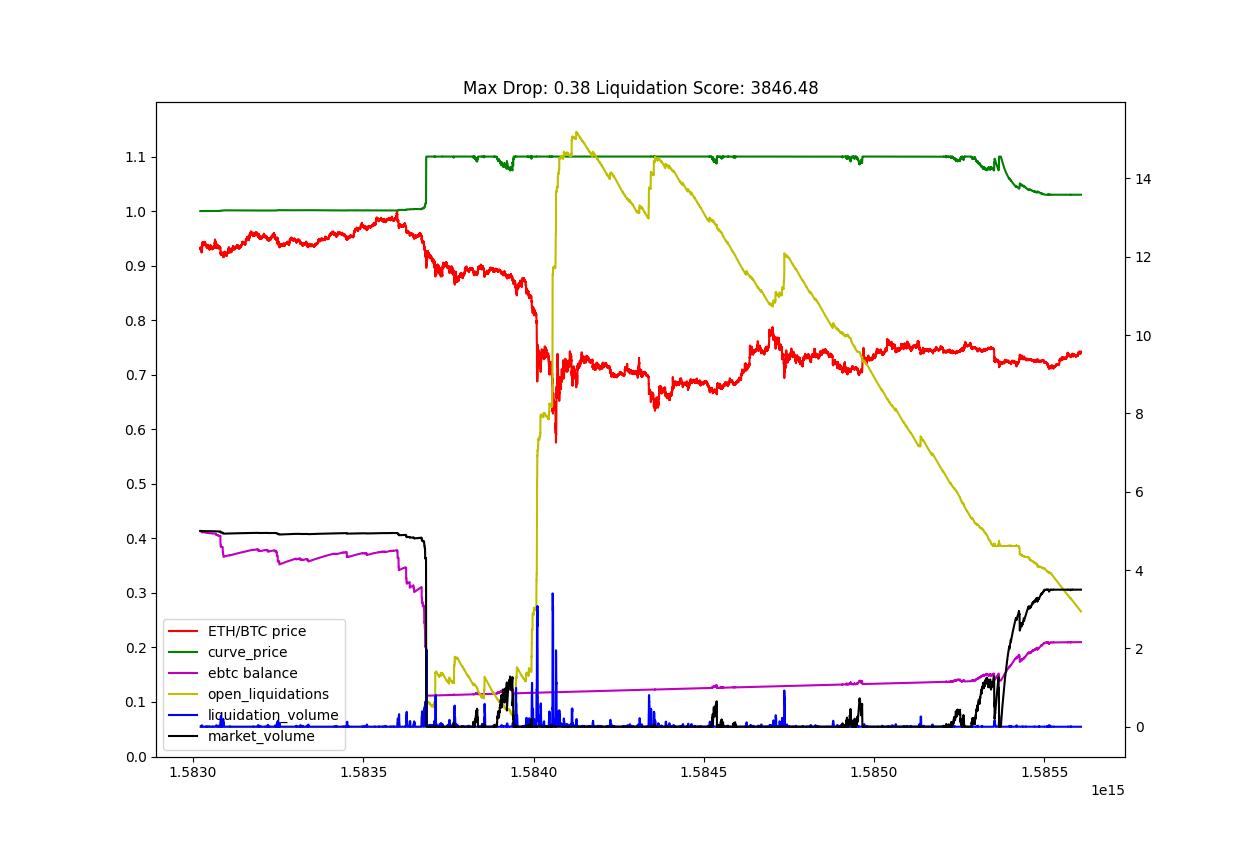 Max Drop: 0.38 Liquidation Score: 3846.48
1.1
1.0
0.9
0.8
0.7
0.6
0.5
0.4
0.3
0.2
0.1
0.0
14
12
10
8
6
4
2
0
ETH/BTC price
curve_price
ebtc balance
open_liquidations
liquidation_volume
market_volume
1.5830 1.5835 1.5840 1.5845 1.5850 1.5855
1e15